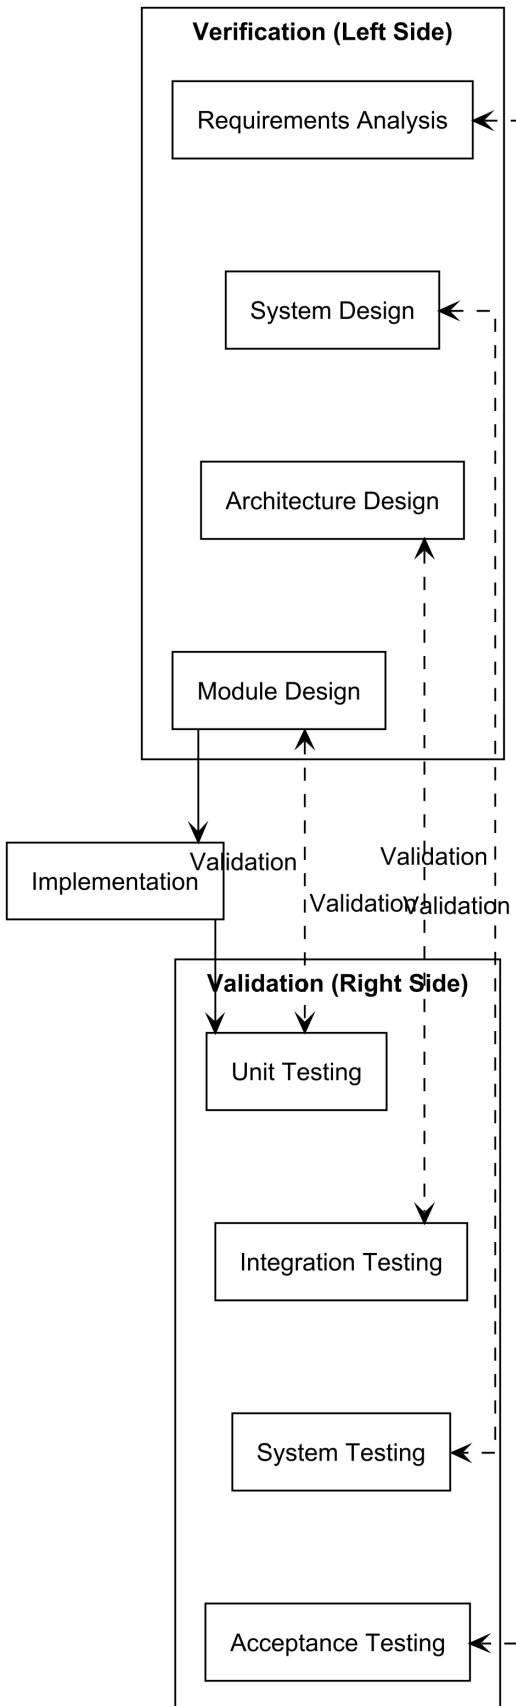 Verification (Left Side)
Requirements Analysis
System Design
Architecture Design
Module Design
Implementation
Validation
Validation
Validation
Validation
Validation (Right Side)
Unit Testing
Integration Testing
System Testing
Acceptance Testing